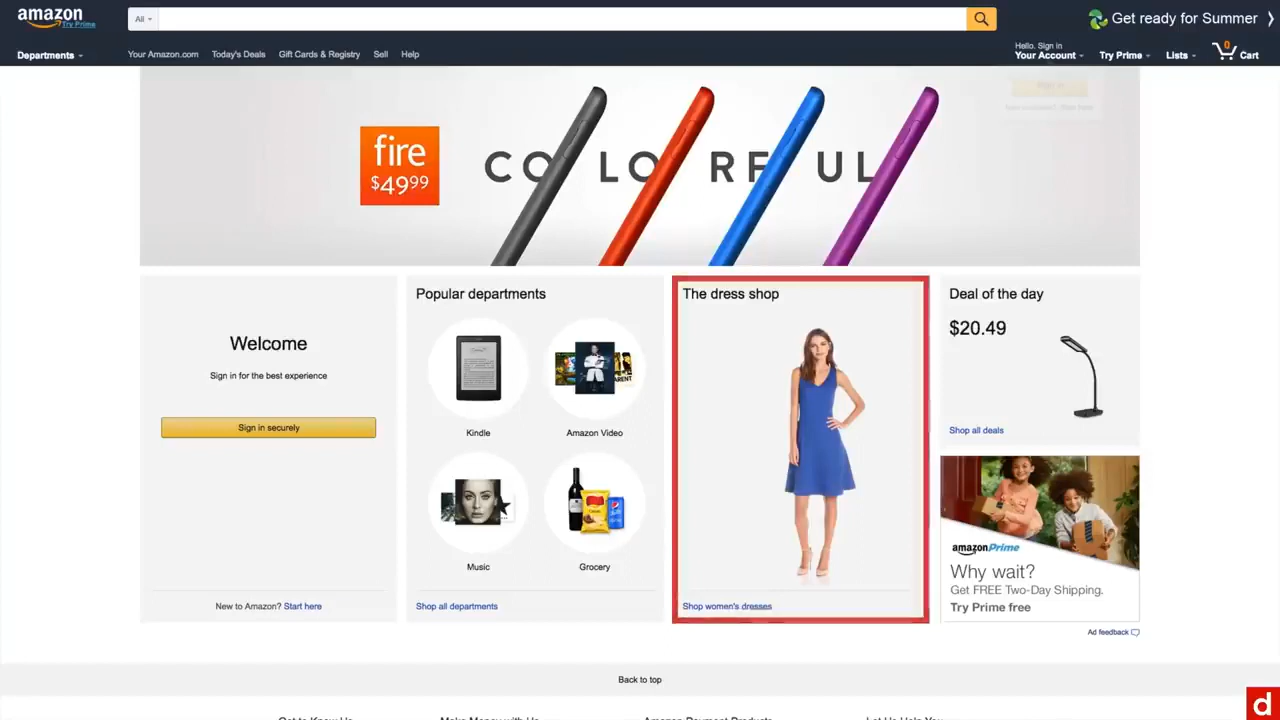 amazon
Try Prime
All
Get ready for Summer
Departments
Your Amazon.com
Today's Deals
Gift Cards & Registry
Sell
Help
Hello. Sign in
Your Account
Try Prime
Lists
0
Cart
fire
$49.99
COLORFUL
Welcome
Sign in for the best experience
Sign in securely
New to Amazon? Start here
Popular departments
Kindle
Amazon Video
Music
Grocery
Shop all departments
The dress shop
Shop women's dresses
Deal of the day
$20.49
Shop all deals
amazonPrime
Why wait?
Get FREE Two-Day Shipping.
Try Prime free
Ad feedback
Back to top
Get to Know Us
Make Money with Us
Amazon Payment Products
Let Us Help You
d